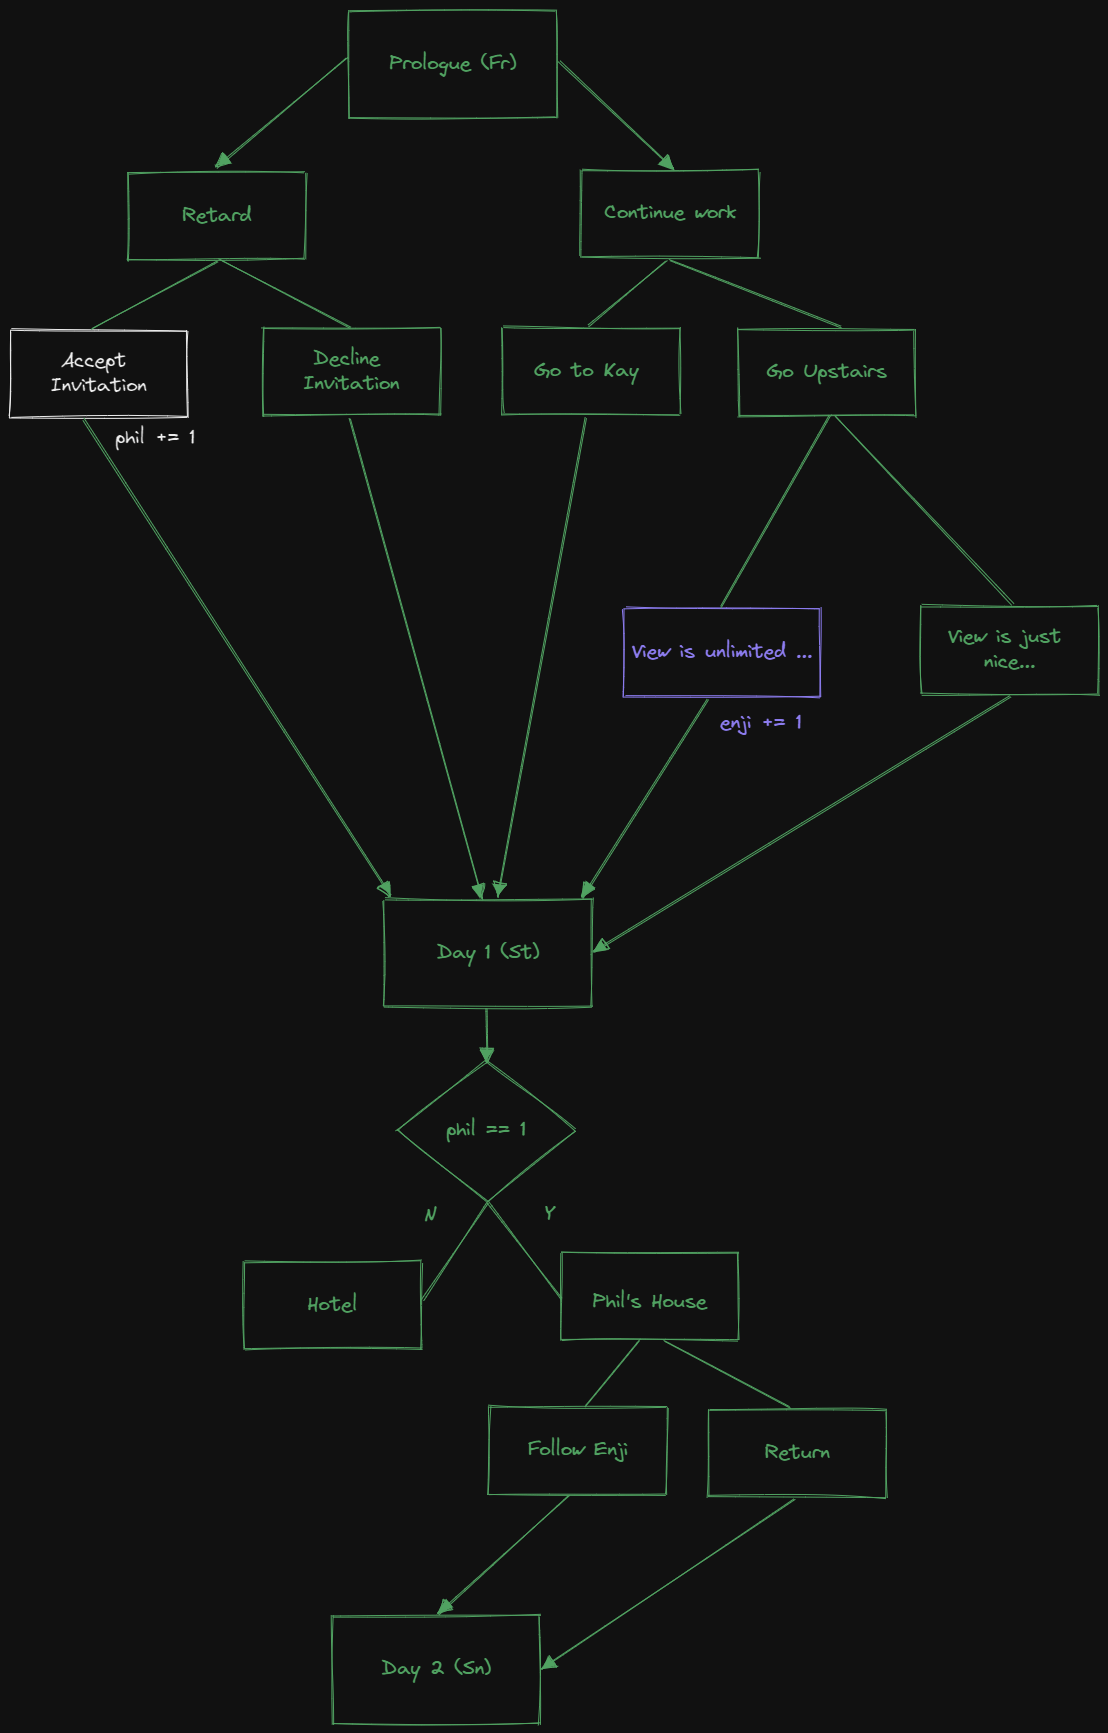 Prologue (Fr)
Retard
Continue work
Accept
Invitation
Decline
Invitation
Go to Kay
Go Upstairs
phil += 1
View is unlimited ...
View is just
nice...
enji += 1
Day 1 (St)
phil == 1
N
Y
Hotel
Phil's House
Follow Enji
Return
Day 2 (Sn)